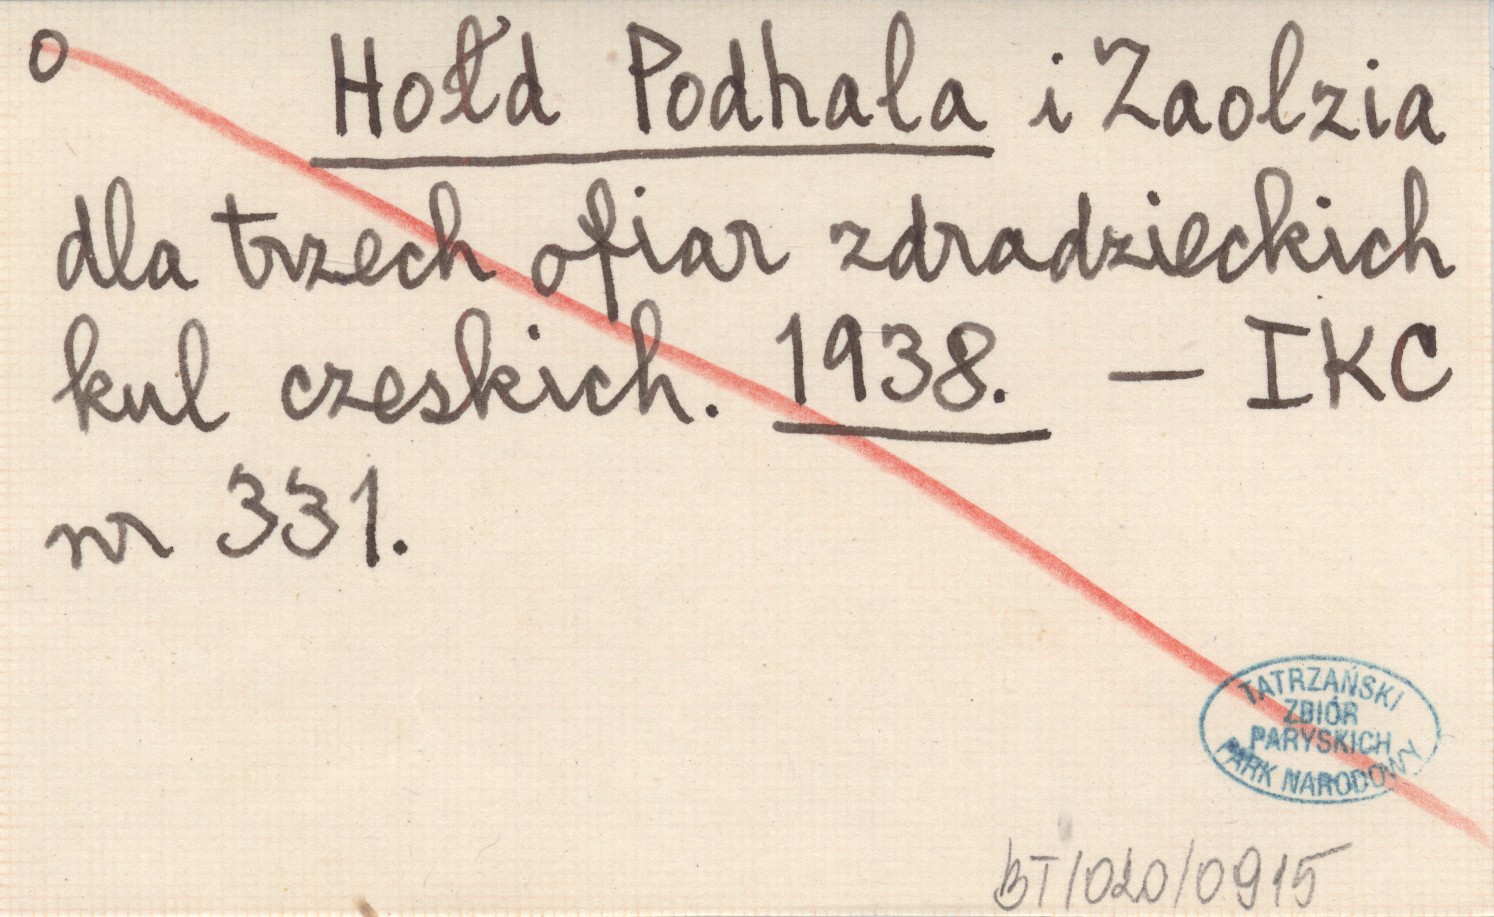 o Hołd Podhala i Zaolzia
dla trzech ofiar zdradzieckich
kul czeskich. 1938. — IKC
nr 331.
TATRZAŃSKI
ZBIÓR
PARYSKICH
PARK NARODOWY
BT/020/0915